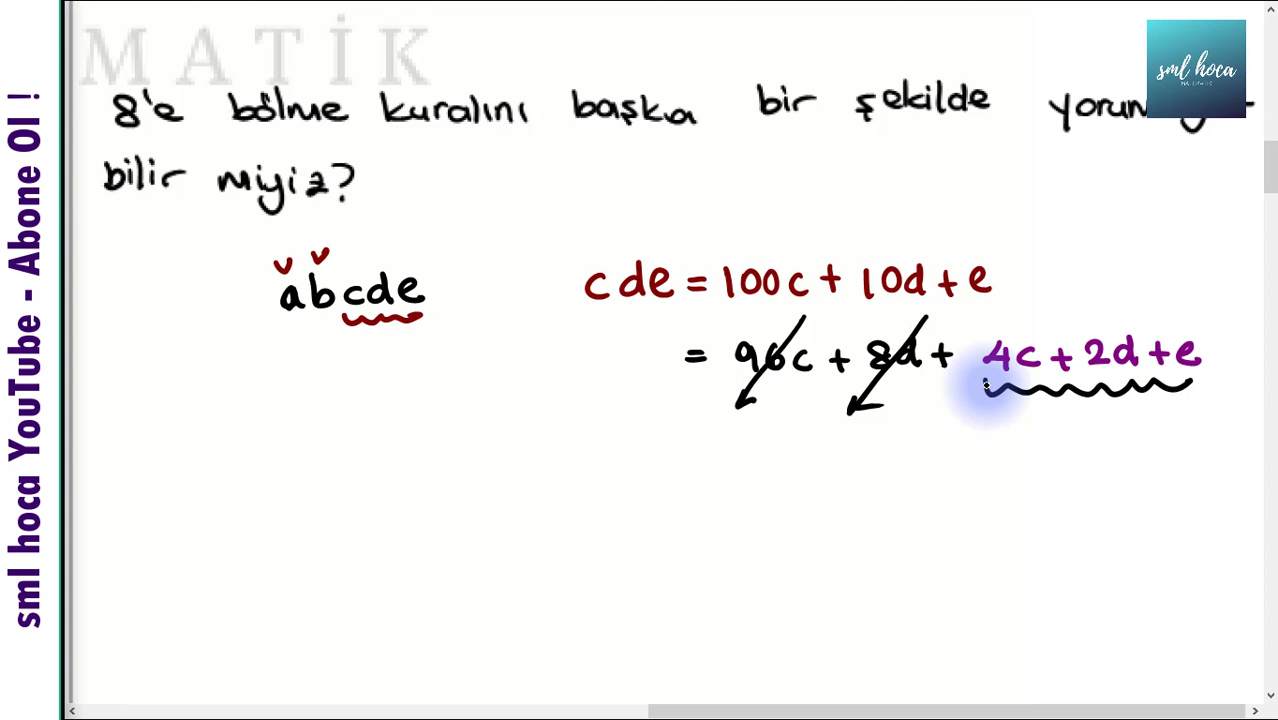 MATİK
sml hoca
8'e bölme kuralını başka bir şekilde
bilir miyiz?
abcde
cde = 100c + 10d + e
= 96c + 8d + 4c + 2d + e
sml hoca YouTube - Abone Ol !